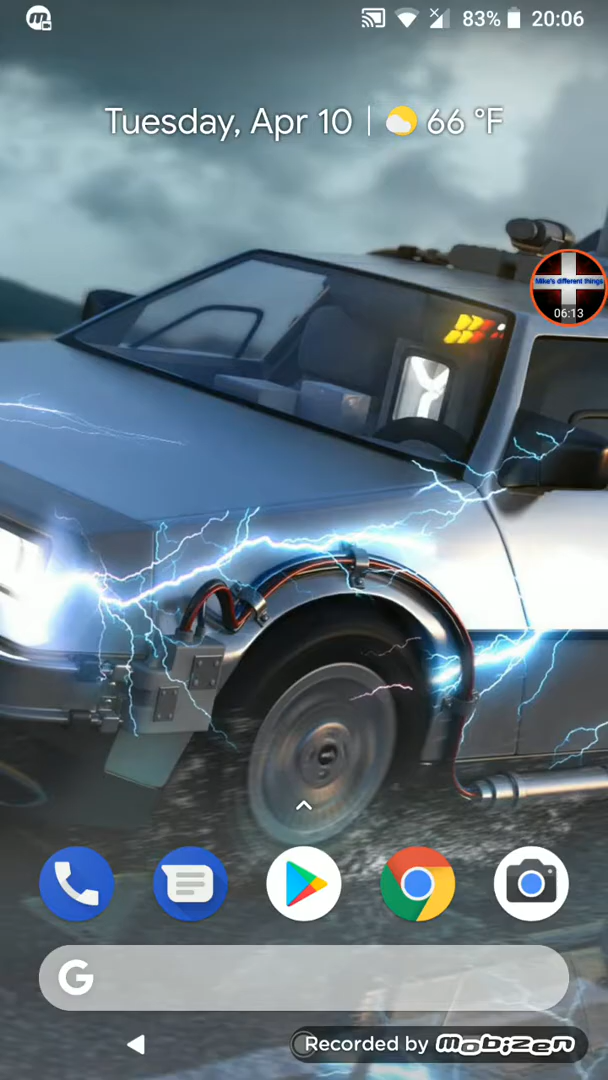 83% 20:06
Tuesday, Apr 10 | 66 °F
Mike's different things
06:13
G
Recorded by mobizen